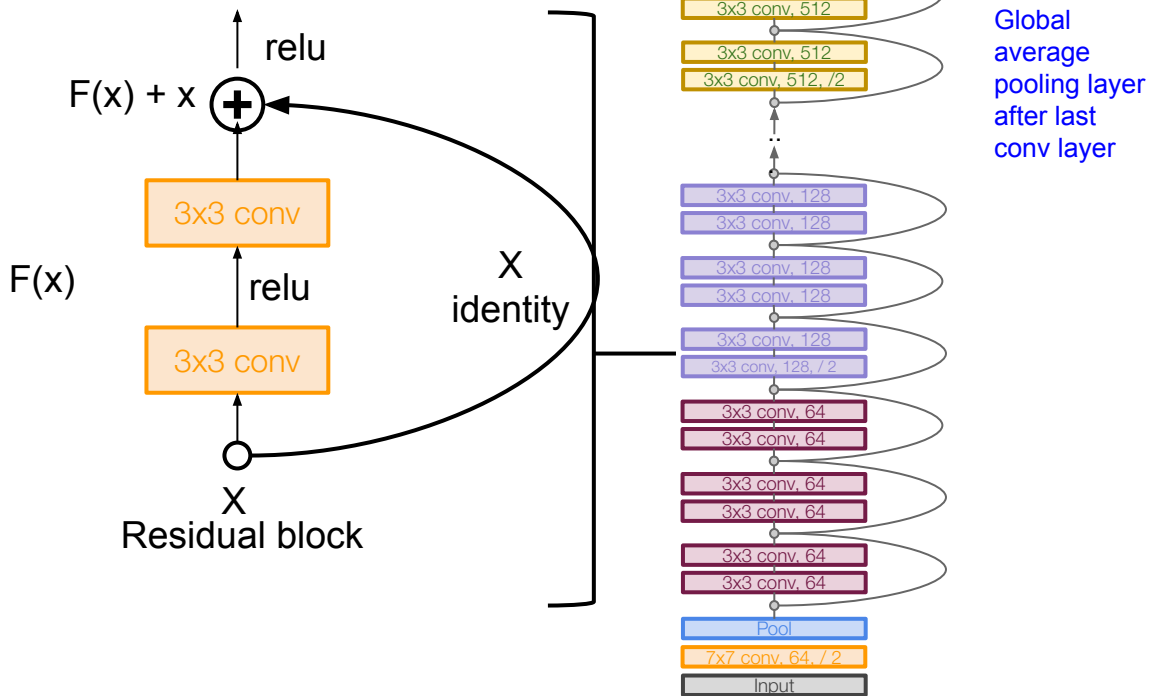 relu
F(x) + x
3x3 conv
F(x)
relu
X
identity
3x3 conv
X
Residual block
3x3 conv, 512
3x3 conv, 512
3x3 conv, 512, /2
..
3x3 conv, 128
3x3 conv, 128
3x3 conv, 128
3x3 conv, 128
3x3 conv, 128
3x3 conv, 128, / 2
3x3 conv, 64
3x3 conv, 64
3x3 conv, 64
3x3 conv, 64
3x3 conv, 64
3x3 conv, 64
Pool
7x7 conv, 64, / 2
Input
Global
average
pooling layer
after last
conv layer